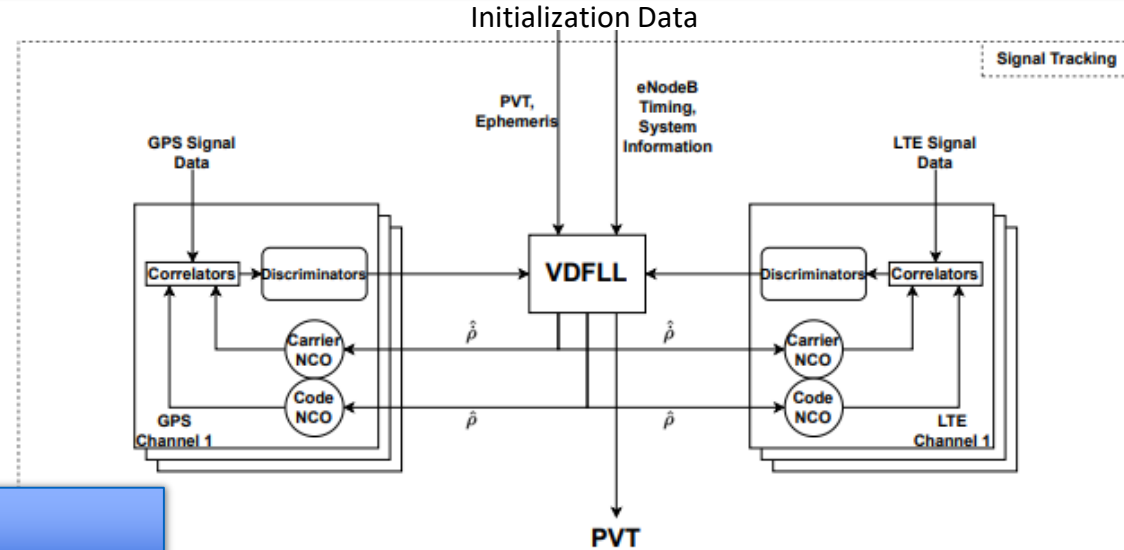 Initialization Data
Signal Tracking
PVT,
Ephemeris
eNodeB
Timing,
System
Information
GPS Signal
Data
LTE Signal
Data
Correlators
Discriminators
VDFLL
Discriminators
Correlators
Carrier
NCO
ρ̂̇
ρ̂̇
Carrier
NCO
Code
NCO
ρ̂
ρ̂
Code
NCO
GPS
Channel 1
LTE
Channel 1
PVT